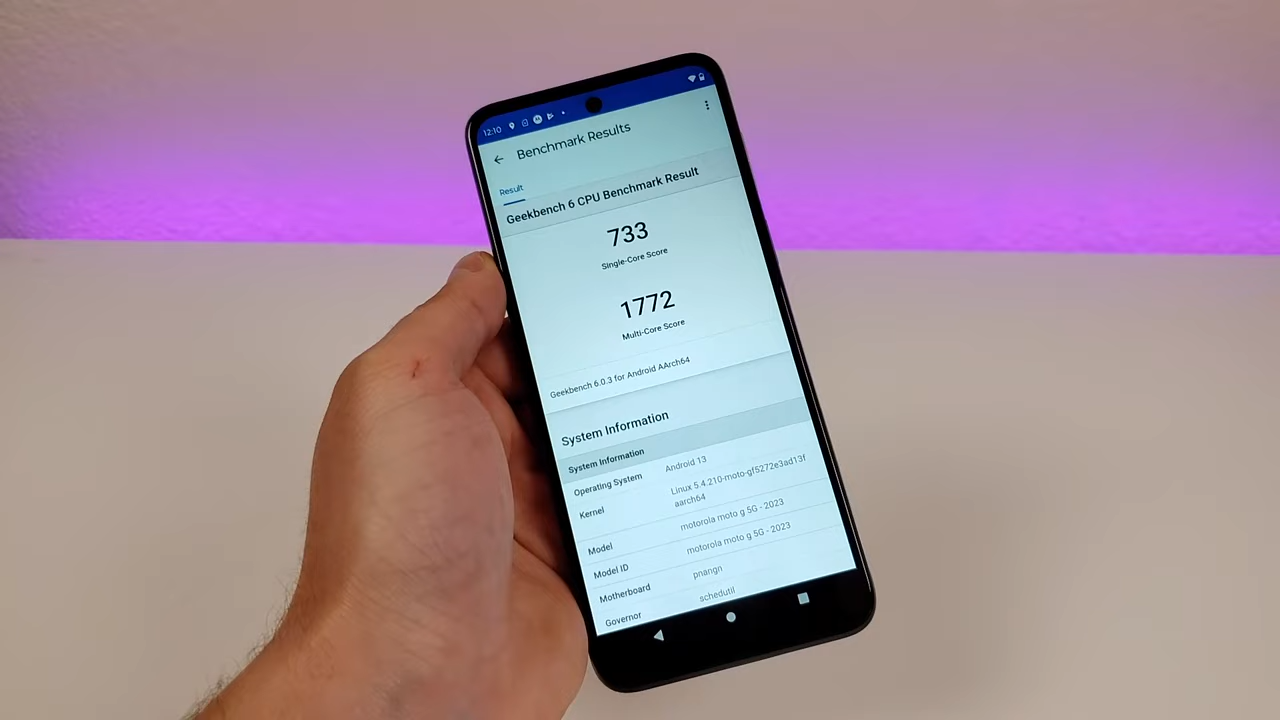 12:10
Benchmark Results
Result
Geekbench 6 CPU Benchmark Result
733
Single-Core Score
1772
Multi-Core Score
Geekbench 6.0.3 for Android AArch64
System Information
System Information
Operating System Android 13
Kernel Linux 5.4.210-moto-gf5272e3ad13f
aarch64
Model motorola moto g 5G - 2023
Model ID motorola moto g 5G - 2023
Motherboard pnangn
Governor schedutil